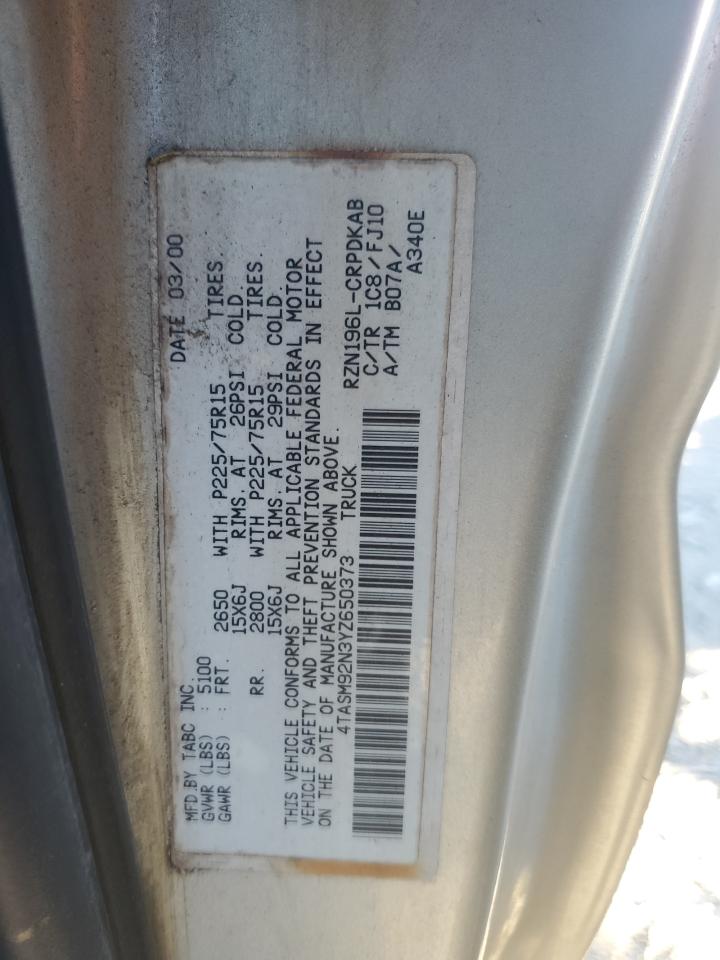 MFD.BY TABC INC. DATE 03/00
GVWR (LBS) : 5100
GAWR (LBS) : FRT. 2650 WITH P225/75R15 TIRES
15X6J RIMS. AT 26PSI COLD.
RR. 2800 WITH P225/75R15 TIRES.
15X6J RIMS. AT 29PSI COLD.
THIS VEHICLE CONFORMS TO ALL APPLICABLE FEDERAL MOTOR
VEHICLE SAFETY AND THEFT PREVENTION STANDARDS IN EFFECT
ON THE DATE OF MANUFACTURE SHOWN ABOVE.
4TASM92N3YZ650373 TRUCK
RZN196L-CRPDKAB
C/TR 1C8/FJ10
A/TM B07A/
A340E